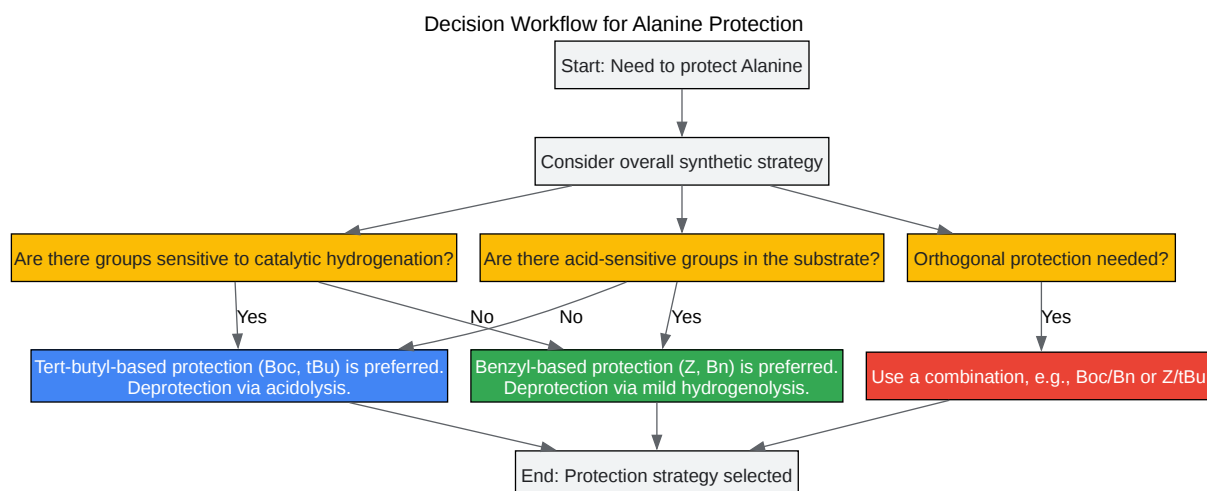 Decision Workflow for Alanine Protection
Start: Need to protect Alanine
Consider overall synthetic strategy
Are there groups sensitive to catalytic hydrogenation?
Are there acid-sensitive groups in the substrate?
Orthogonal protection needed?
Yes
No
No
Yes
Yes
Tert-butyl-based protection (Boc, tBu) is preferred.
Deprotection via acidolysis.
Benzyl-based protection (Z, Bn) is preferred.
Deprotection via mild hydrogenolysis.
Use a combination, e.g., Boc/Bn or Z/tBu
End: Protection strategy selected